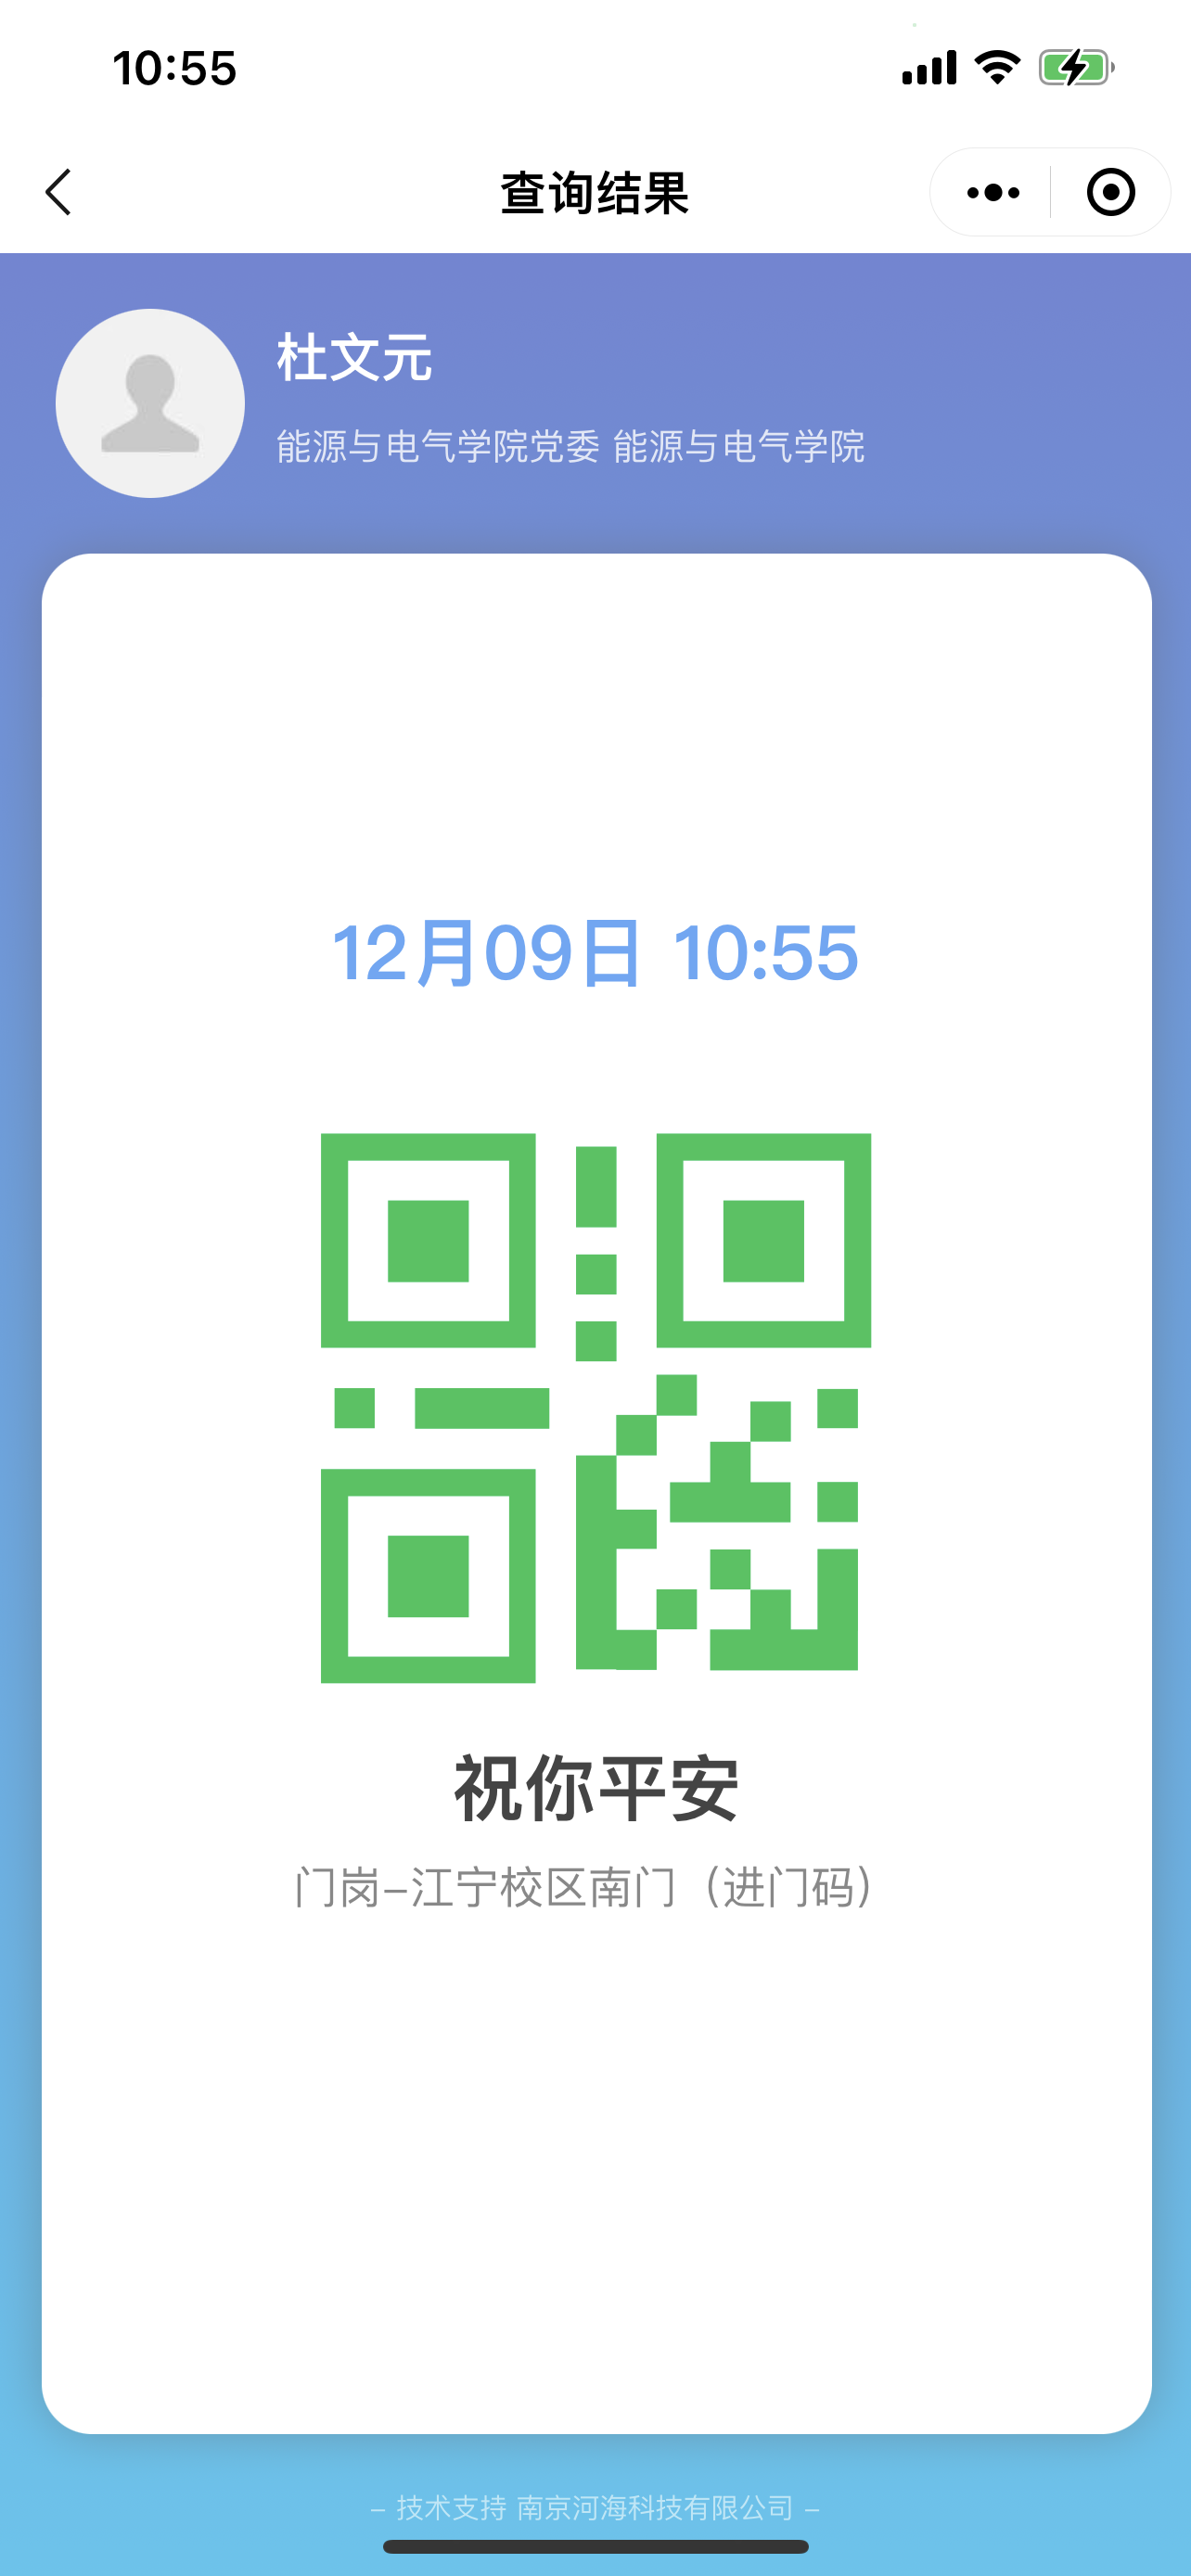 10:55
查询结果
杜文元
能源与电气学院党委 能源与电气学院
12月09日 10:55
祝你平安
门岗-江宁校区南门（进门码）
- 技术支持 南京河海科技有限公司 -